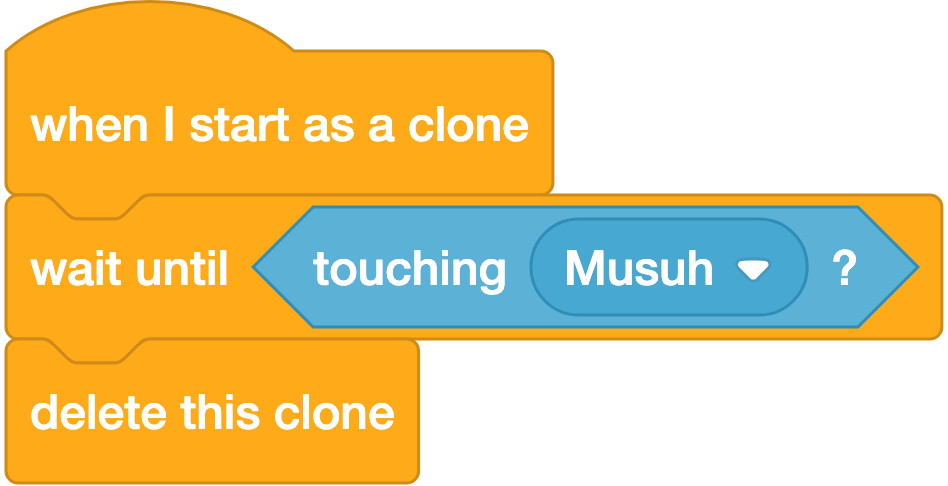 when I start as a clone
wait until touching Musuh ?
delete this clone